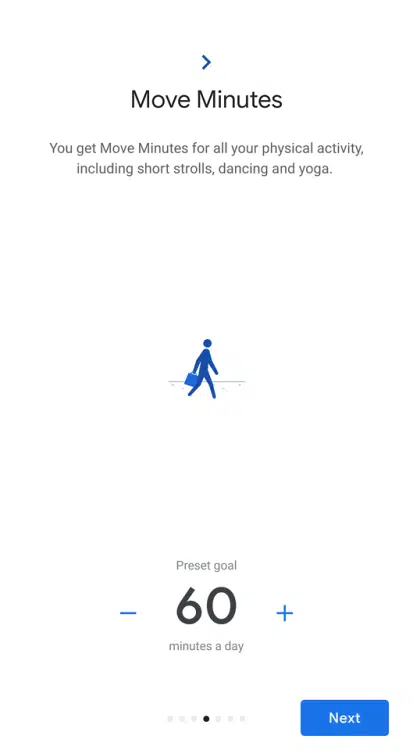 Move Minutes
You get Move Minutes for all your physical activity,
including short strolls, dancing and yoga.
Preset goal
60
minutes a day
Next